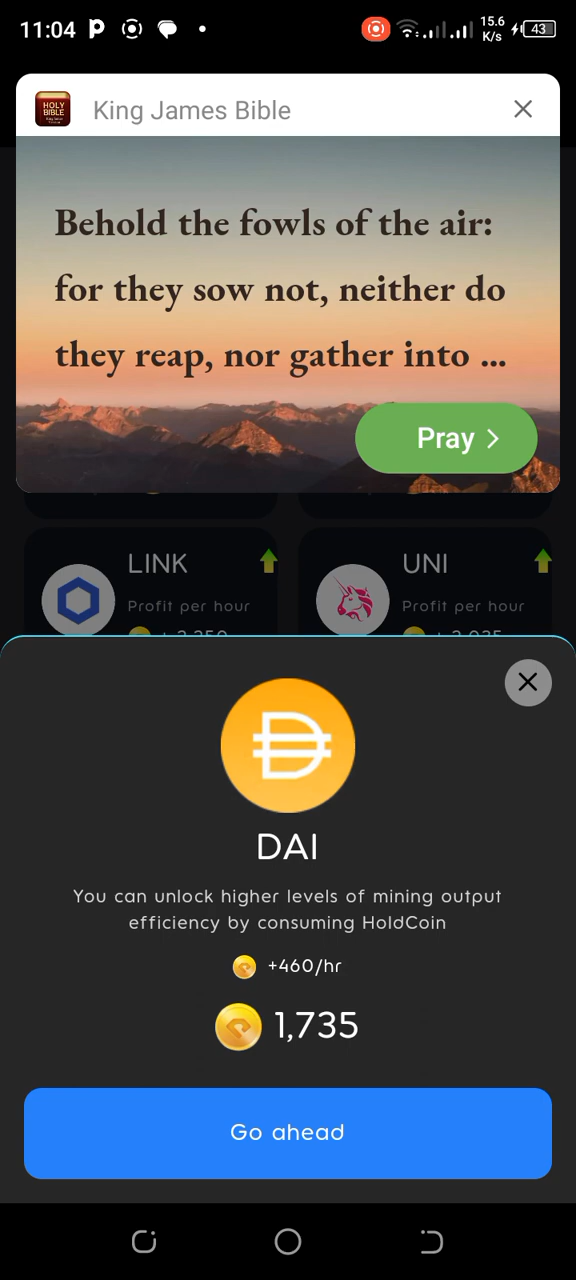 11:04
15.6
K/s
43
HOLY
BIBLE
King James Bible
Behold the fowls of the air:
for they sow not, neither do
they reap, nor gather into ...
Pray
LINK
Profit per hour
UNI
Profit per hour
DAI
You can unlock higher levels of mining output
efficiency by consuming HoldCoin
+460/hr
1,735
Go ahead